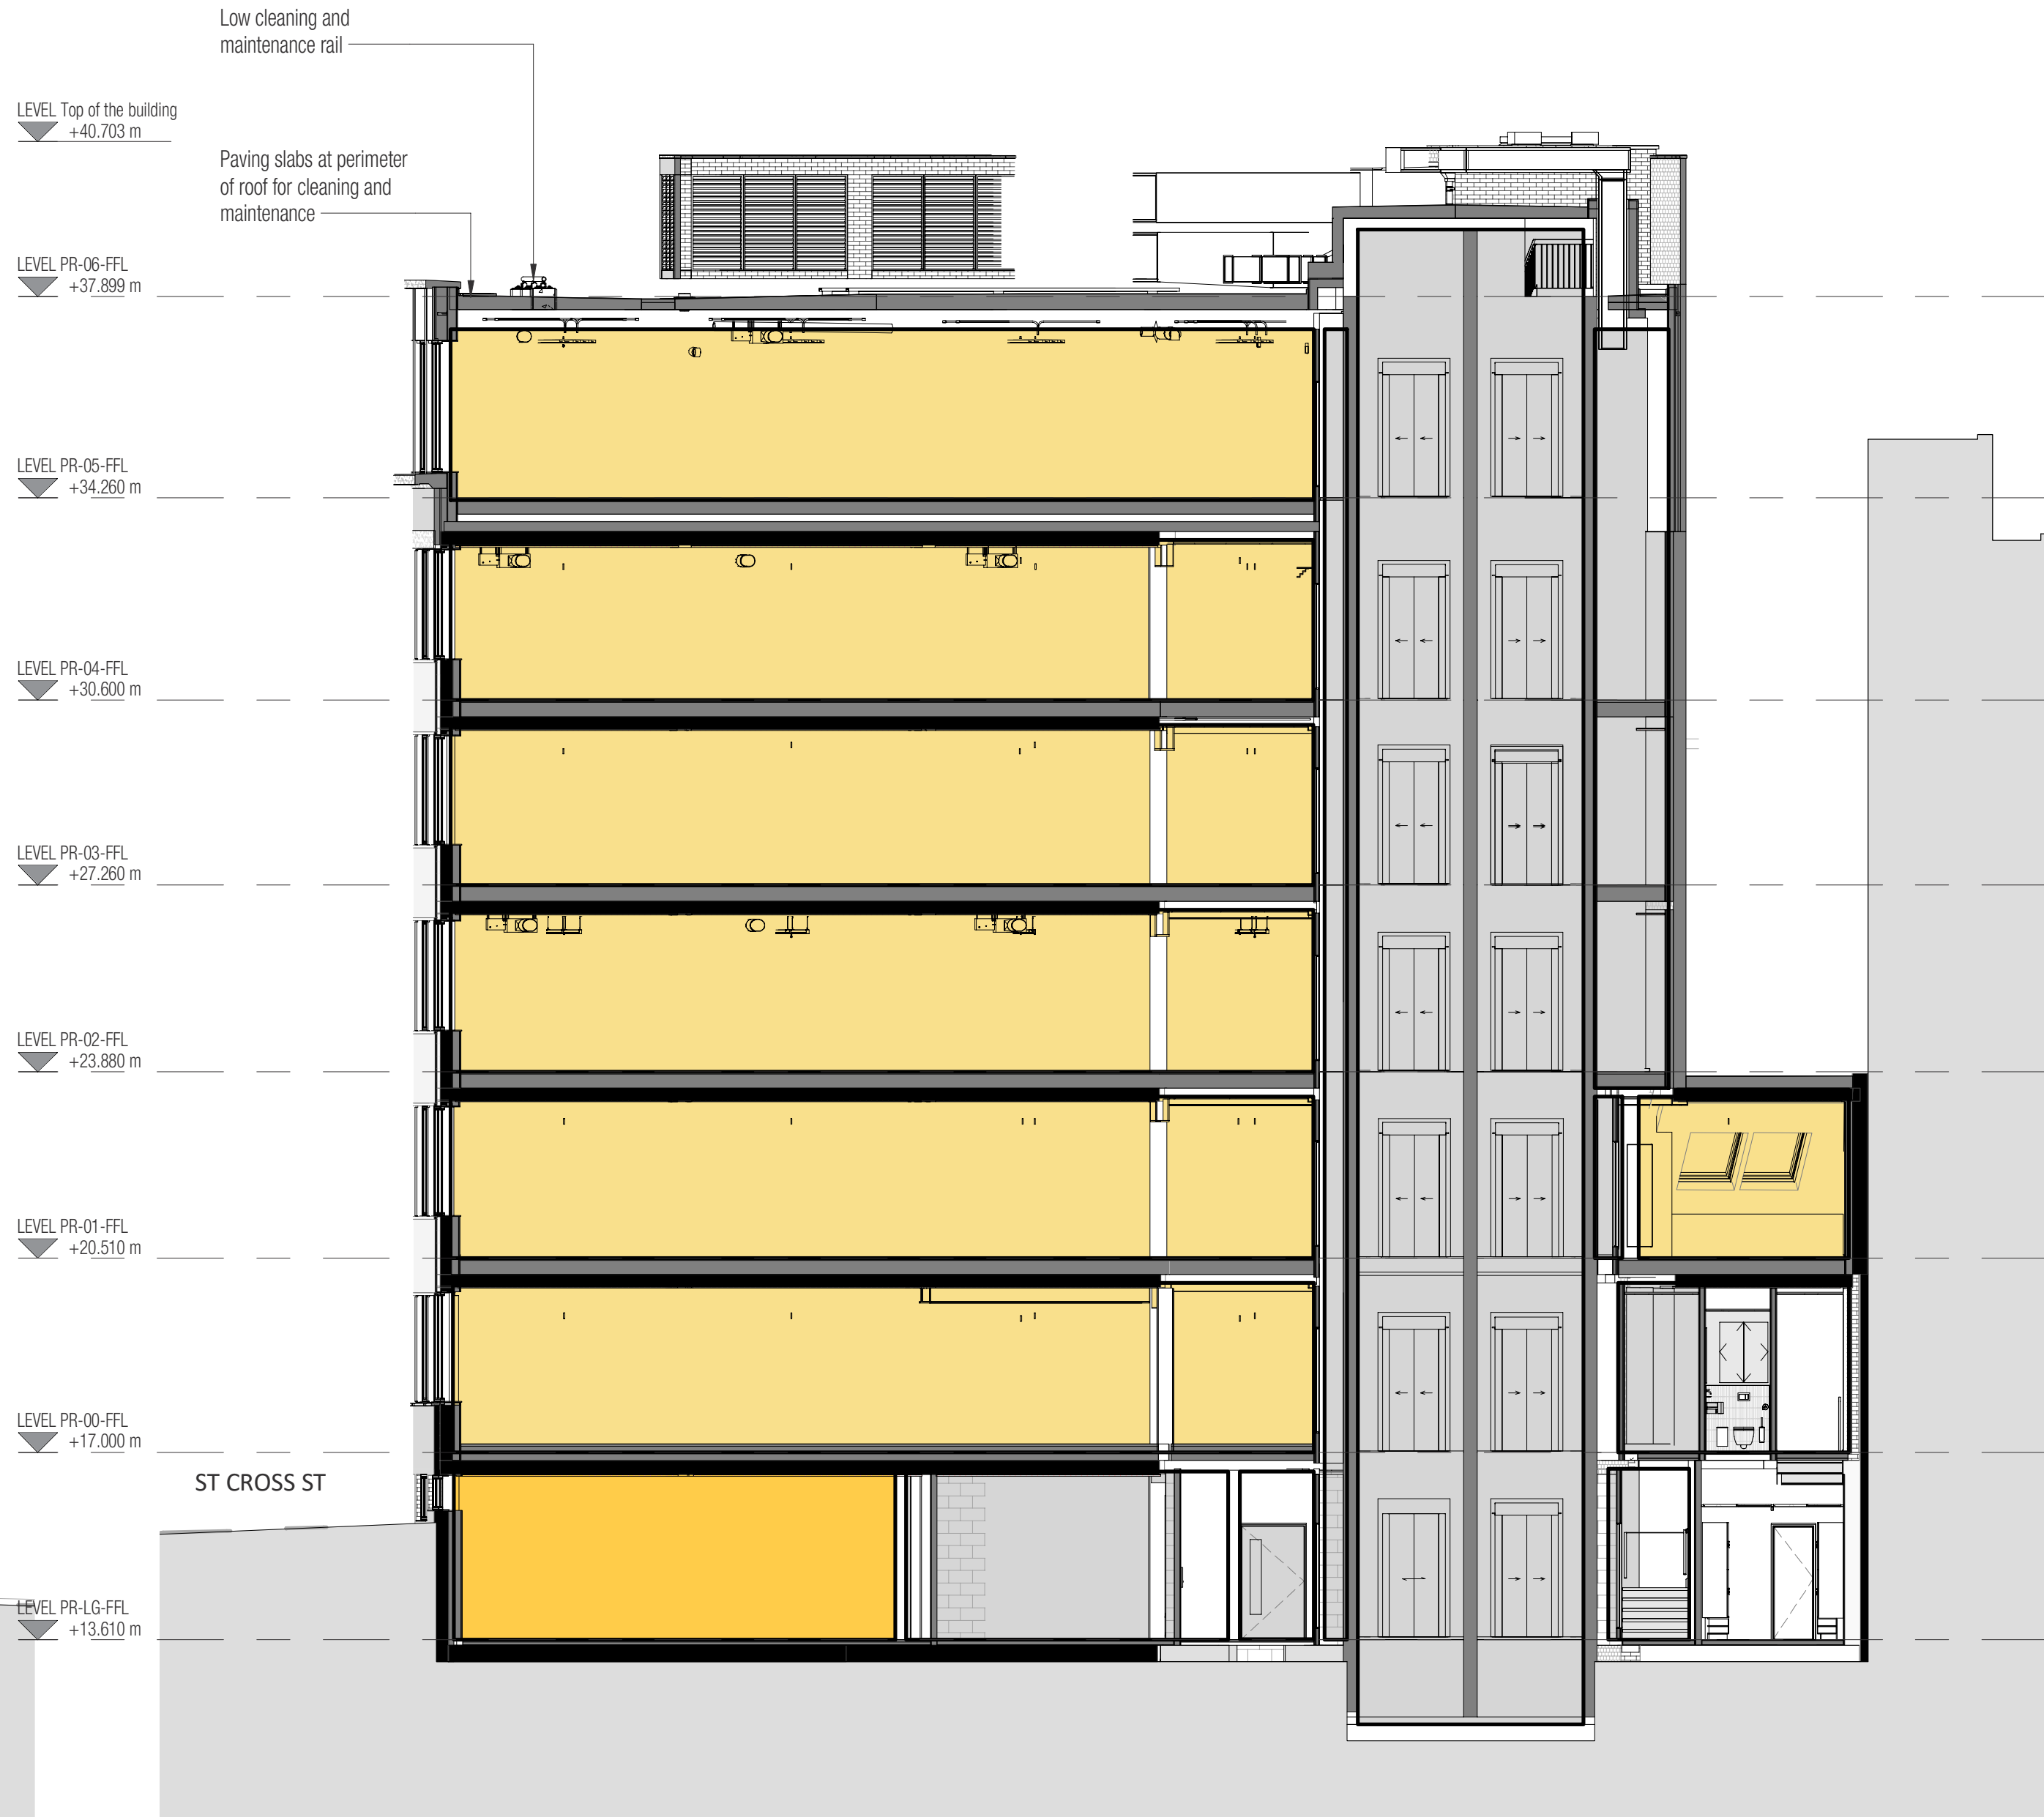 Low cleaning and
maintenance rail
LEVEL Top of the building
+40.703 m
Paving slabs at perimeter
of roof for cleaning and
maintenance
LEVEL PR-06-FFL
+37.899 m
LEVEL PR-05-FFL
+34.260 m
LEVEL PR-04-FFL
+30.600 m
LEVEL PR-03-FFL
+27.260 m
LEVEL PR-02-FFL
+23.880 m
LEVEL PR-01-FFL
+20.510 m
LEVEL PR-00-FFL
+17.000 m
ST CROSS ST
LEVEL PR-LG-FFL
+13.610 m